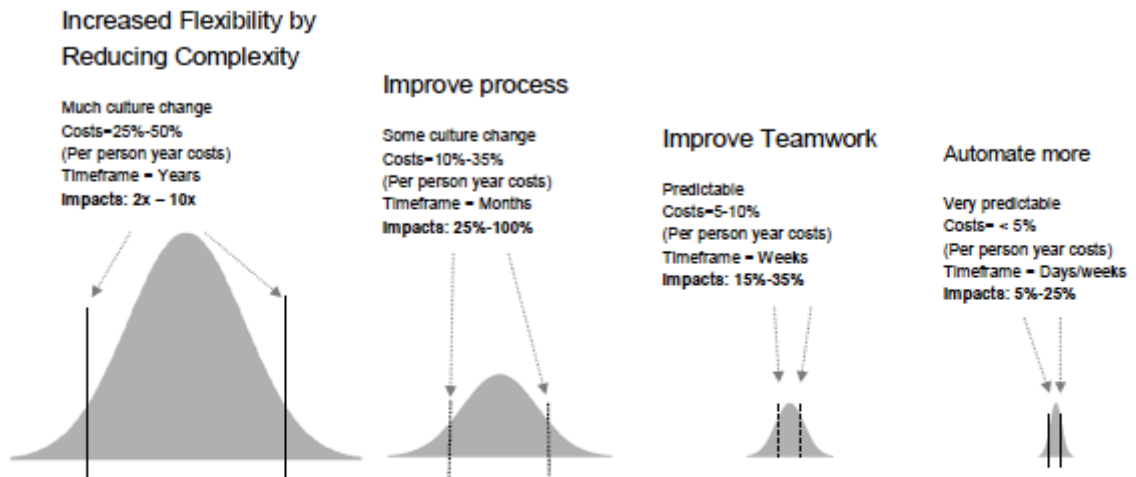 Increased Flexibility by
Reducing Complexity
Much culture change
Costs=25%-50%
(Per person year costs)
Timeframe = Years
Impacts: 2x – 10x
Improve process
Some culture change
Costs=10%-35%
(Per person year costs)
Timeframe = Months
Impacts: 25%-100%
Improve Teamwork
Predictable
Costs=5-10%
(Per person year costs)
Timeframe = Weeks
Impacts: 15%-35%
Automate more
Very predictable
Costs= < 5%
(Per person year costs)
Timeframe = Days/weeks
Impacts: 5%-25%